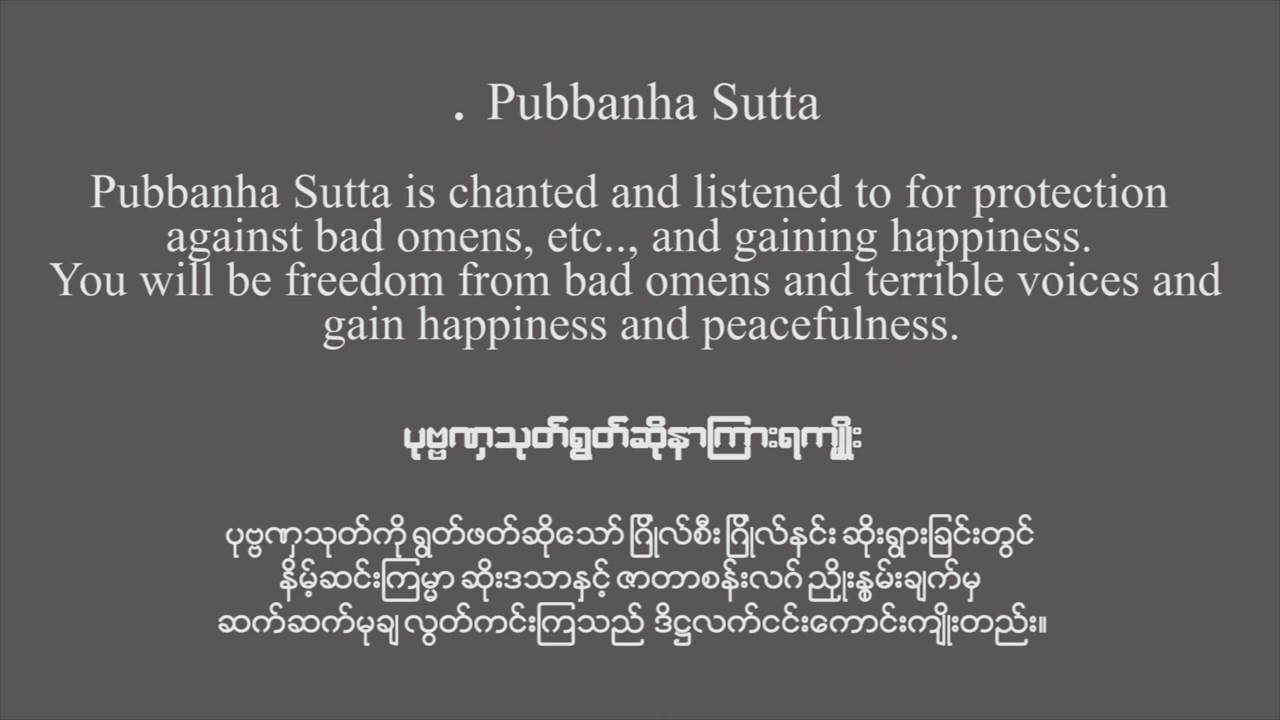 . Pubbanha Sutta
Pubbanha Sutta is chanted and listened to for protection
against bad omens, etc.., and gaining happiness.
You will be freedom from bad omens and terrible voices and
gain happiness and peacefulness.
ပုဗ္ဗဏှသုတ်ရွတ်ဆိုနာကြားရကျိုး
ပုဗ္ဗဏှသုတ်ကို ရွတ်ဖတ်ဆိုသော် ဂြိုလ်စီး ဂြိုလ်နင်း ဆိုးရွားခြင်းတွင်
နိမ့်ဆင်းကြမ္မာ ဆိုးဒသာနှင့် ဇာတာစန်းလဂ် ညှိုးနွမ်းချက်မှ
ဆက်ဆက်မုချ လွတ်ကင်းကြသည် ဒိဋ္ဌလက်ငင်းကောင်းကျိုးတည်း။